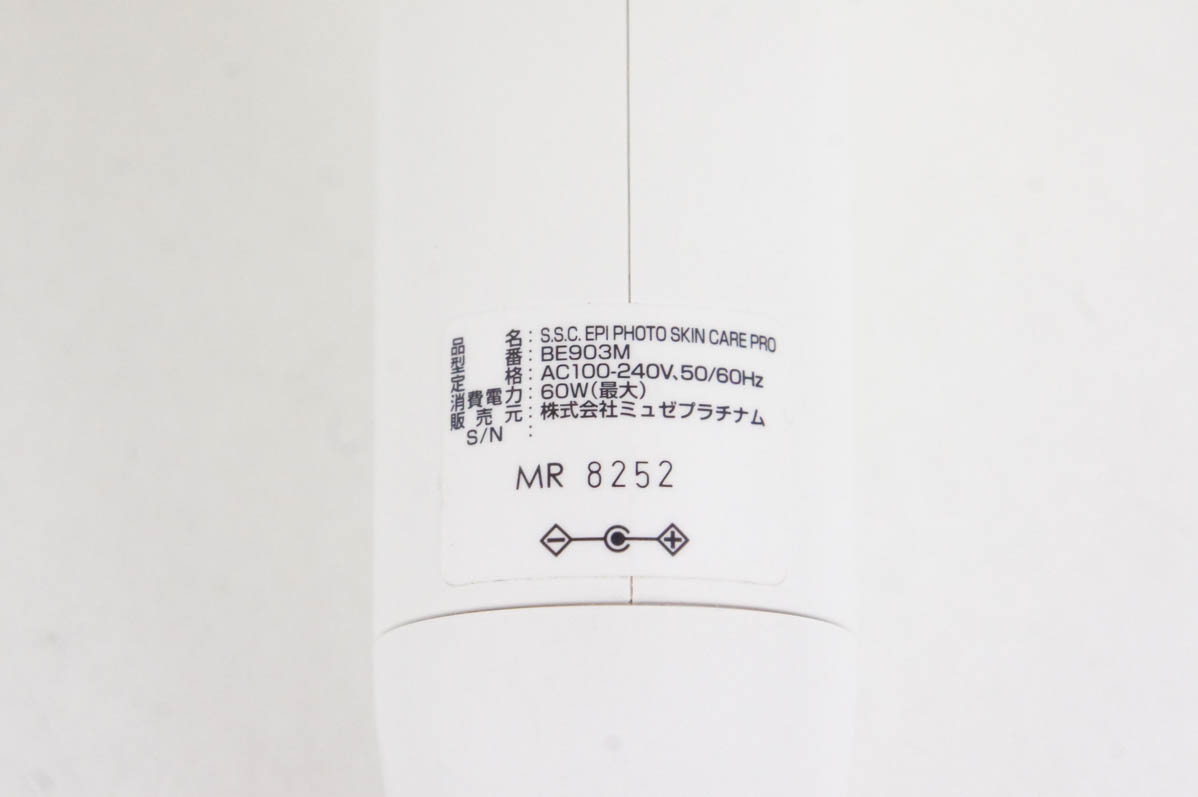 品名：S.S.C. EPI PHOTO SKIN CARE PRO
型番：BE903M
定格：AC100-240V、50/60Hz
消費電力：60W（最大）
販売元：株式会社ミュゼプラチナム
S/N：
MR 8252